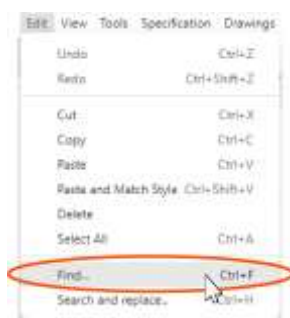 Edit View Tools Specification Drawings
Undo Ctrl+Z
Redo Ctrl+Shift+Z
Cut Ctrl+X
Copy Ctrl+C
Paste Ctrl+V
Paste and Match Style Ctrl+Shift+V
Delete
Select All Ctrl+A
Find... Ctrl+F
Search and replace... Ctrl+H